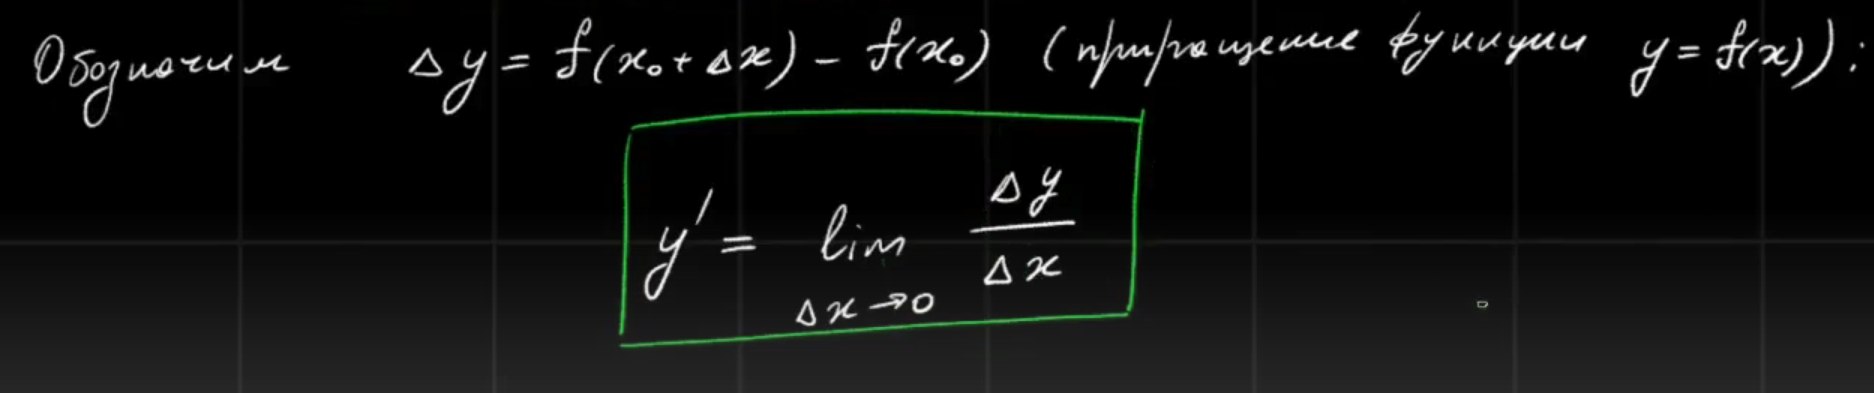 Обозначим Δy = f(x₀ + Δx) - f(x₀) (приращение функции y = f(x)):
y' = lim Δy/Δx
Δx→0